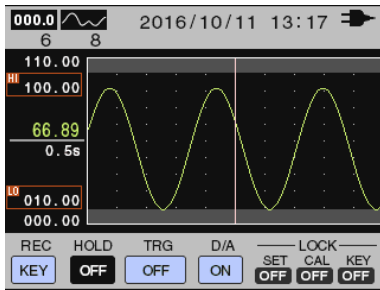 000.0 2016/10/11 13:17
6 8
110.00
HI
100.00
66.89
0.5s
LO
010.00
000.00
REC HOLD TRG D/A LOCK
SET CAL KEY
KEY OFF OFF ON OFF OFF OFF